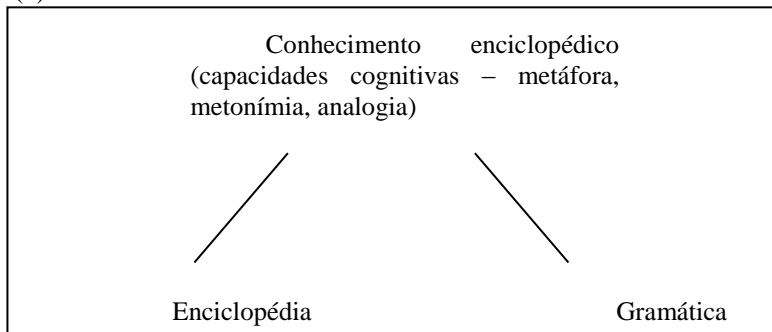 Conhecimento enciclopédico
(capacidades cognitivas – metáfora,
metonímia, analogia)
Enciclopédia
Gramática